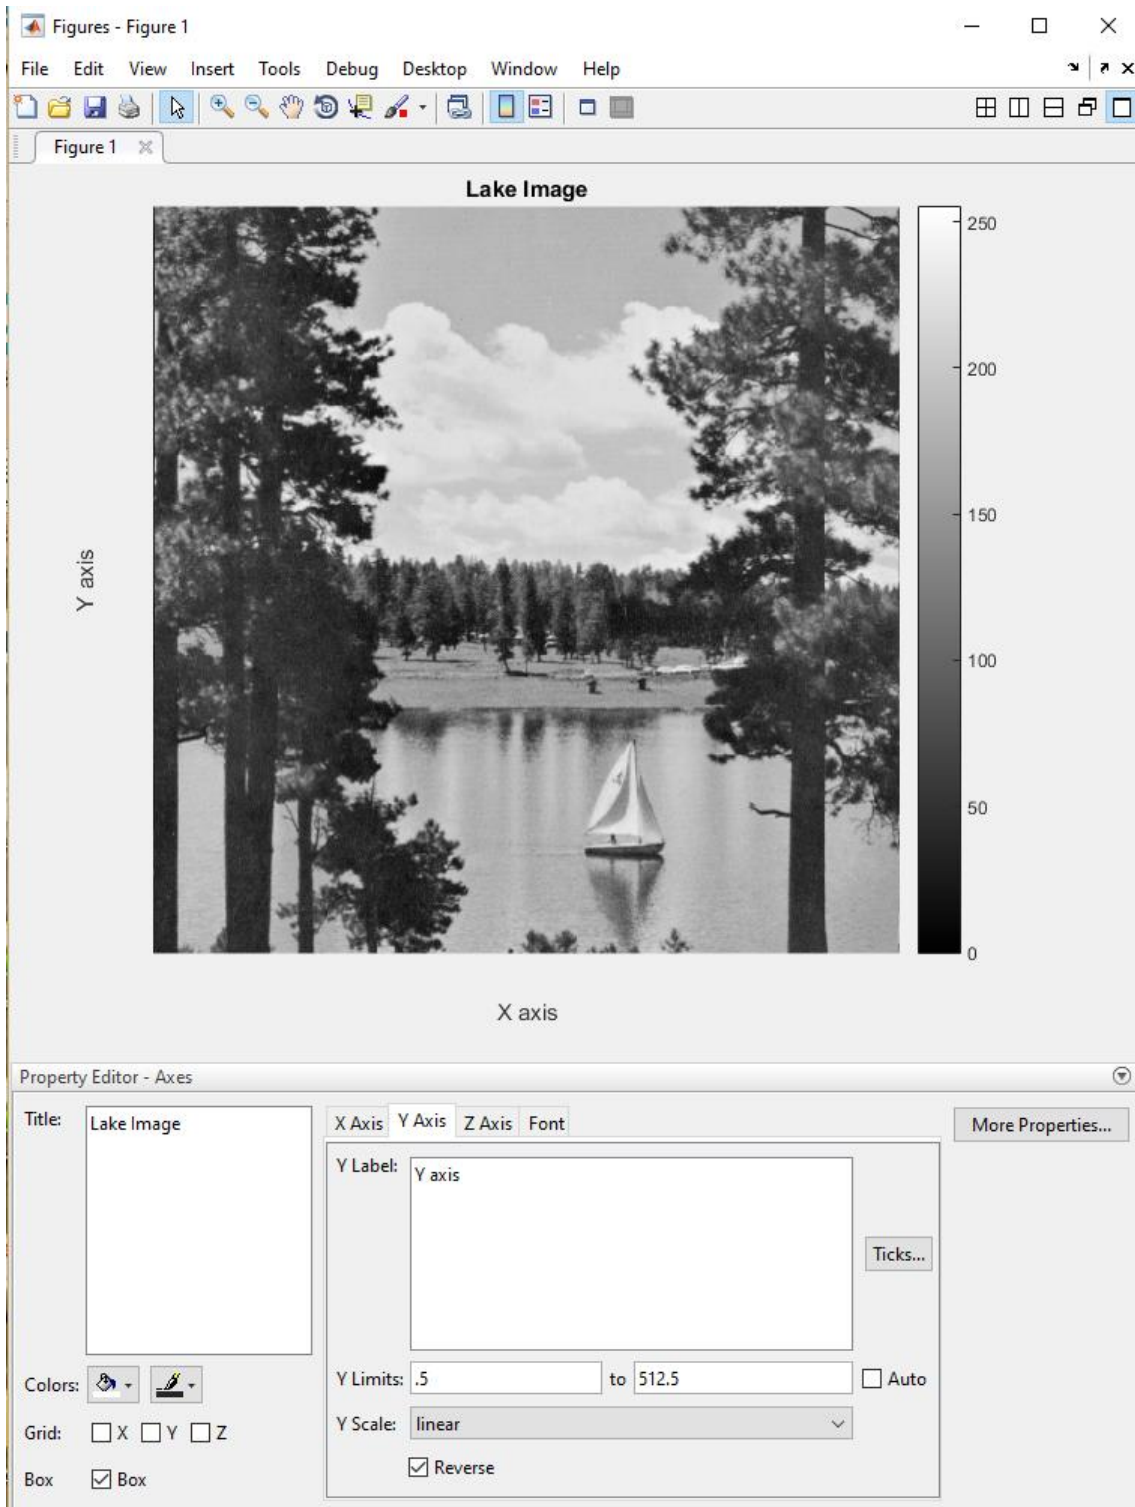 Figures - Figure 1
File Edit View Insert Tools Debug Desktop Window Help
Figure 1
Lake Image
250
200
150
100
50
0
Y axis
X axis
Property Editor - Axes
Title:
Lake Image
X Axis Y Axis Z Axis Font
More Properties...
Y Label:
Y axis
Ticks...
Colors:
Y Limits: .5 to 512.5 Auto
Grid: X Y Z
Y Scale: linear
Box Box
Reverse